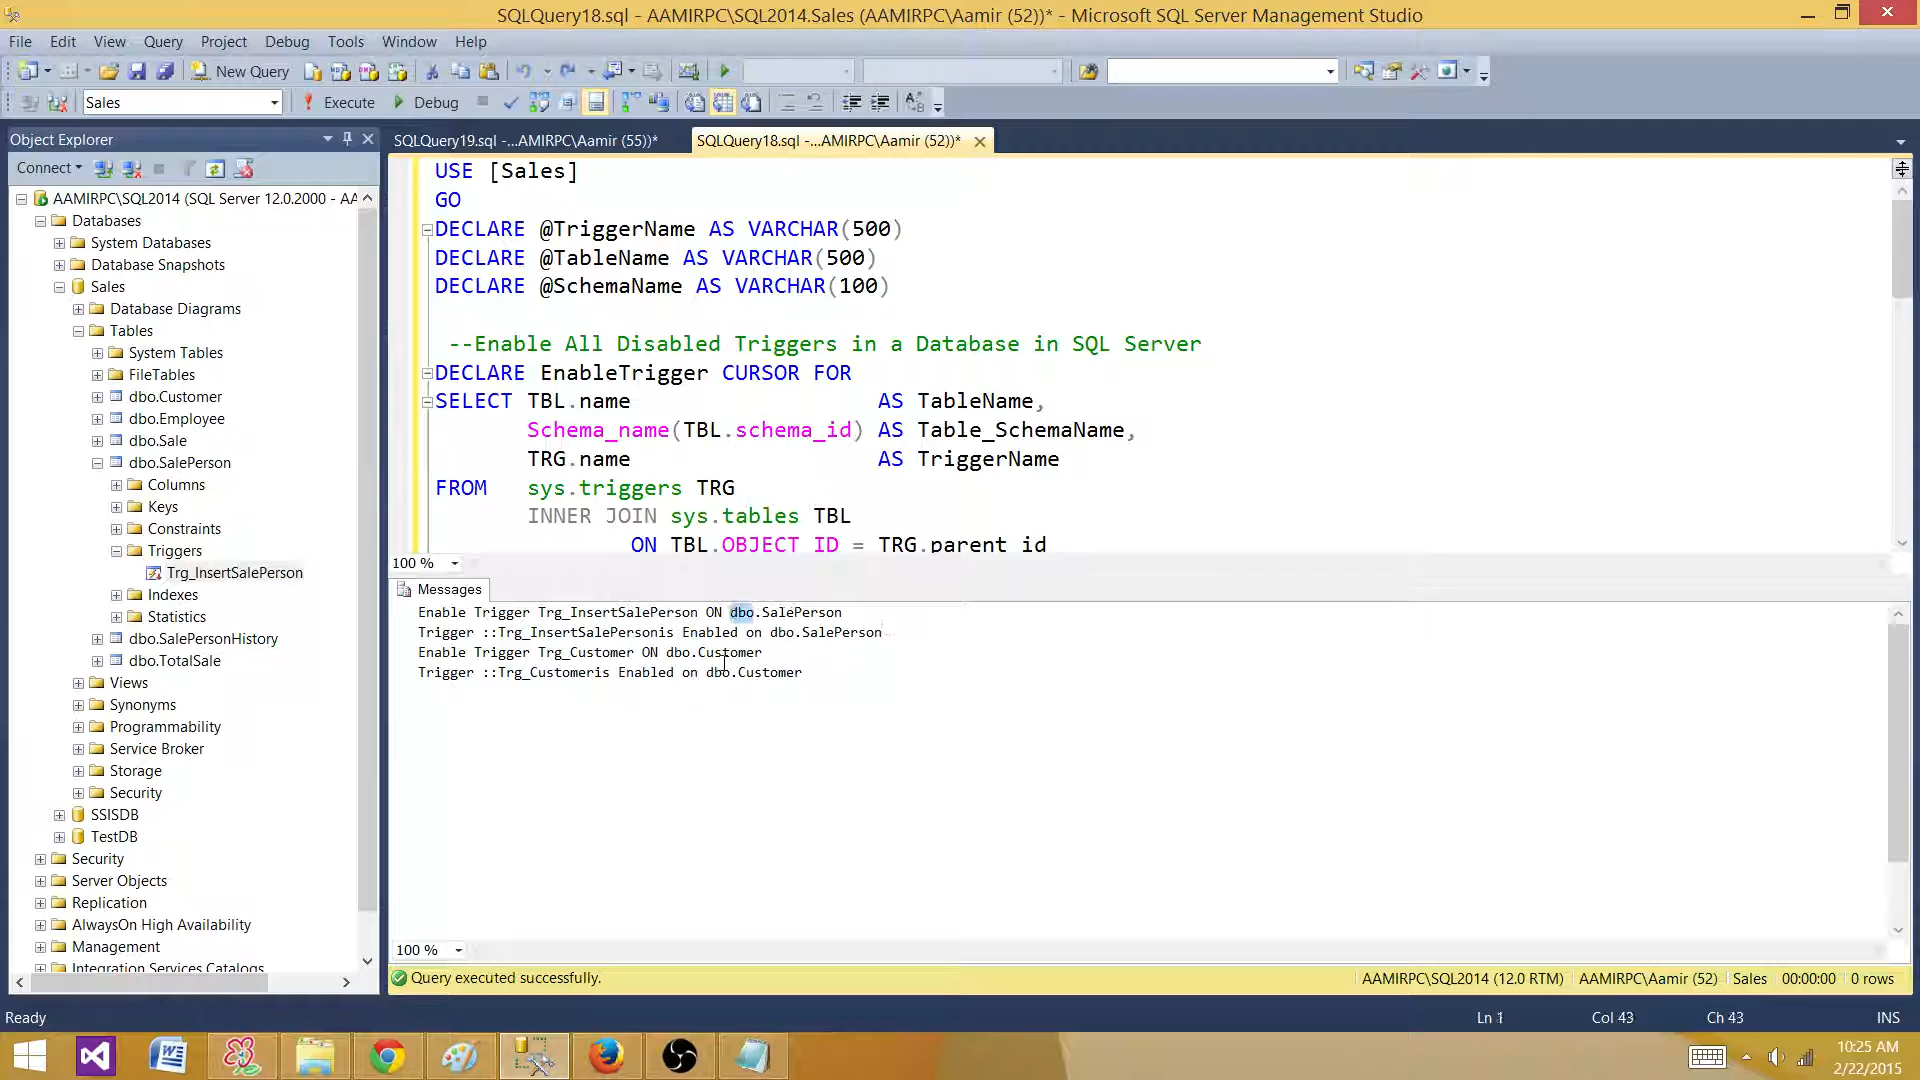 SQLQuery18.sql - AAMIRPC\SQL2014.Sales (AAMIRPC\Aamir (52))* - Microsoft SQL Server Management Studio
File Edit View Query Project Debug Tools Window Help
New Query
Sales Execute Debug
Object Explorer
Connect
AAMIRPC\SQL2014 (SQL Server 12.0.2000 - AA
Databases
System Databases
Database Snapshots
Sales
Database Diagrams
Tables
System Tables
FileTables
dbo.Customer
dbo.Employee
dbo.Sale
dbo.SalePerson
Columns
Keys
Constraints
Triggers
Trg_InsertSalePerson
Indexes
Statistics
dbo.SalePersonHistory
dbo.TotalSale
Views
Synonyms
Programmability
Service Broker
Storage
Security
SSISDB
TestDB
Security
Server Objects
Replication
AlwaysOn High Availability
Management
Integration Services Catalogs
SQLQuery19.sql -...AMIRPC\Aamir (55))* SQLQuery18.sql -...AMIRPC\Aamir (52))*
USE [Sales]
GO
DECLARE @TriggerName AS VARCHAR(500)
DECLARE @TableName AS VARCHAR(500)
DECLARE @SchemaName AS VARCHAR(100)
--Enable All Disabled Triggers in a Database in SQL Server
DECLARE EnableTrigger CURSOR FOR
SELECT TBL.name AS TableName,
Schema_name(TBL.schema_id) AS Table_SchemaName,
TRG.name AS TriggerName
FROM sys.triggers TRG
INNER JOIN sys.tables TBL
ON TBL.OBJECT_ID = TRG.parent_id
100 %
Messages
Enable Trigger Trg_InsertSalePerson ON dbo.SalePerson
Trigger ::Trg_InsertSalePersonis Enabled on dbo.SalePerson
Enable Trigger Trg_Customer ON dbo.Customer
Trigger ::Trg_Customeris Enabled on dbo.Customer
100 %
Query executed successfully. AAMIRPC\SQL2014 (12.0 RTM) AAMIRPC\Aamir (52) Sales 00:00:00 0 rows
Ready Ln 1 Col 43 Ch 43 INS
10:25 AM
2/22/2015